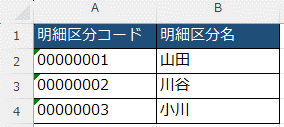 A B
1 明細区分コード 明細区分名
2 00000001 山田
3 00000002 川谷
4 00000003 小川